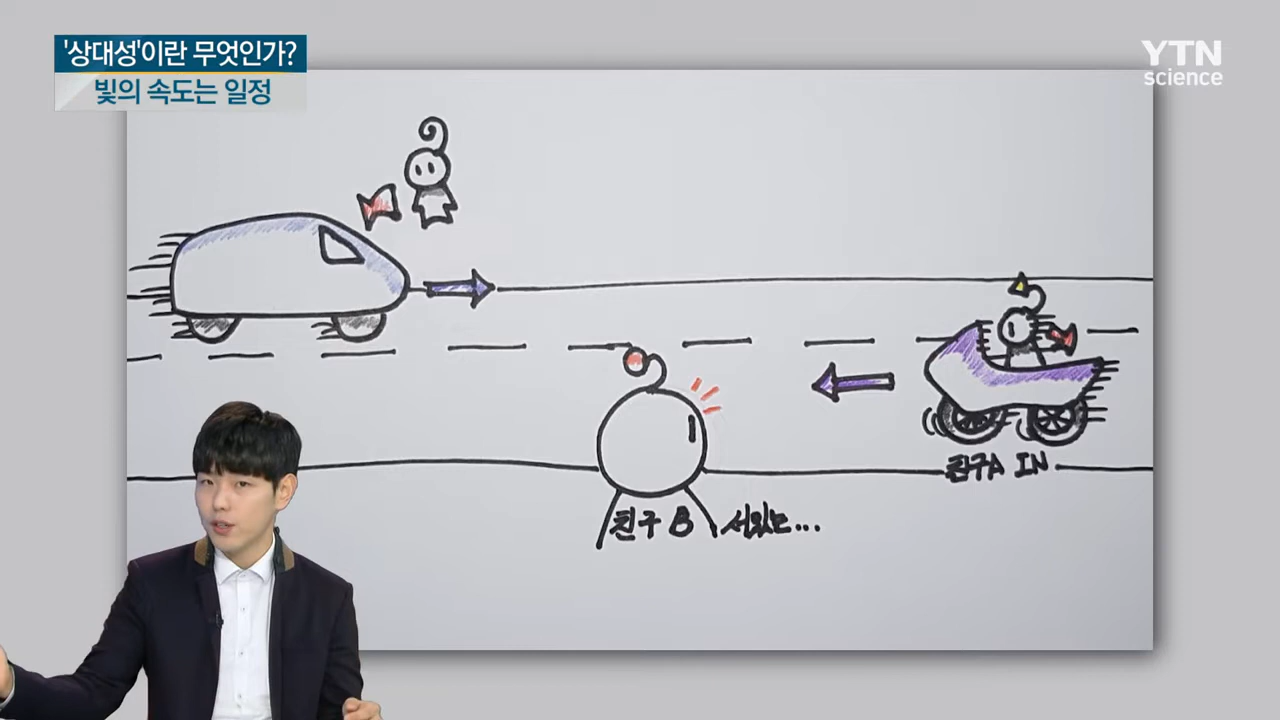 '상대성'이란 무엇인가?
빛의 속도는 일정
YTN
science
친구A IN
친구 B 서있는...